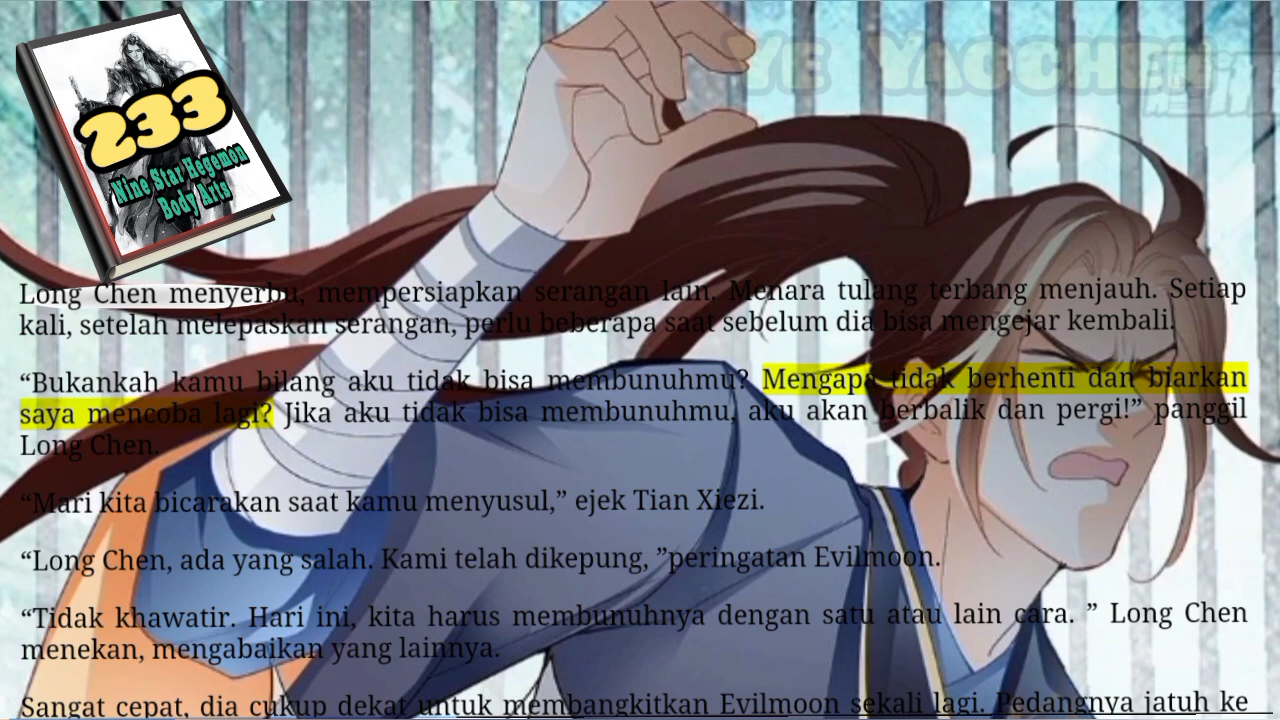 YE YAOCHEN
233
Nine Star Hegemon
Body Arts
Long Chen menyerbu, mempersiapkan serangan lain. Menara tulang terbang menjauh. Setiap
kali, setelah melepaskan serangan, perlu beberapa saat sebelum dia bisa mengejar kembali.
“Bukankah kamu bilang aku tidak bisa membunuhmu? Mengapa tidak berhenti dan biarkan
saya mencoba lagi? Jika aku tidak bisa membunuhmu, aku akan berbalik dan pergi!” panggil
Long Chen.
“Mari kita bicarakan saat kamu menyusul,” ejek Tian Xiezi.
“Long Chen, ada yang salah. Kami telah dikepung, ”peringatan Evilmoon.
“Tidak khawatir. Hari ini, kita harus membunuhnya dengan satu atau lain cara. ” Long Chen
menekan, mengabaikan yang lainnya.
Sangat cepat, dia cukup dekat untuk membangkitkan Evilmoon sekali lagi. Pedangnya jatuh ke